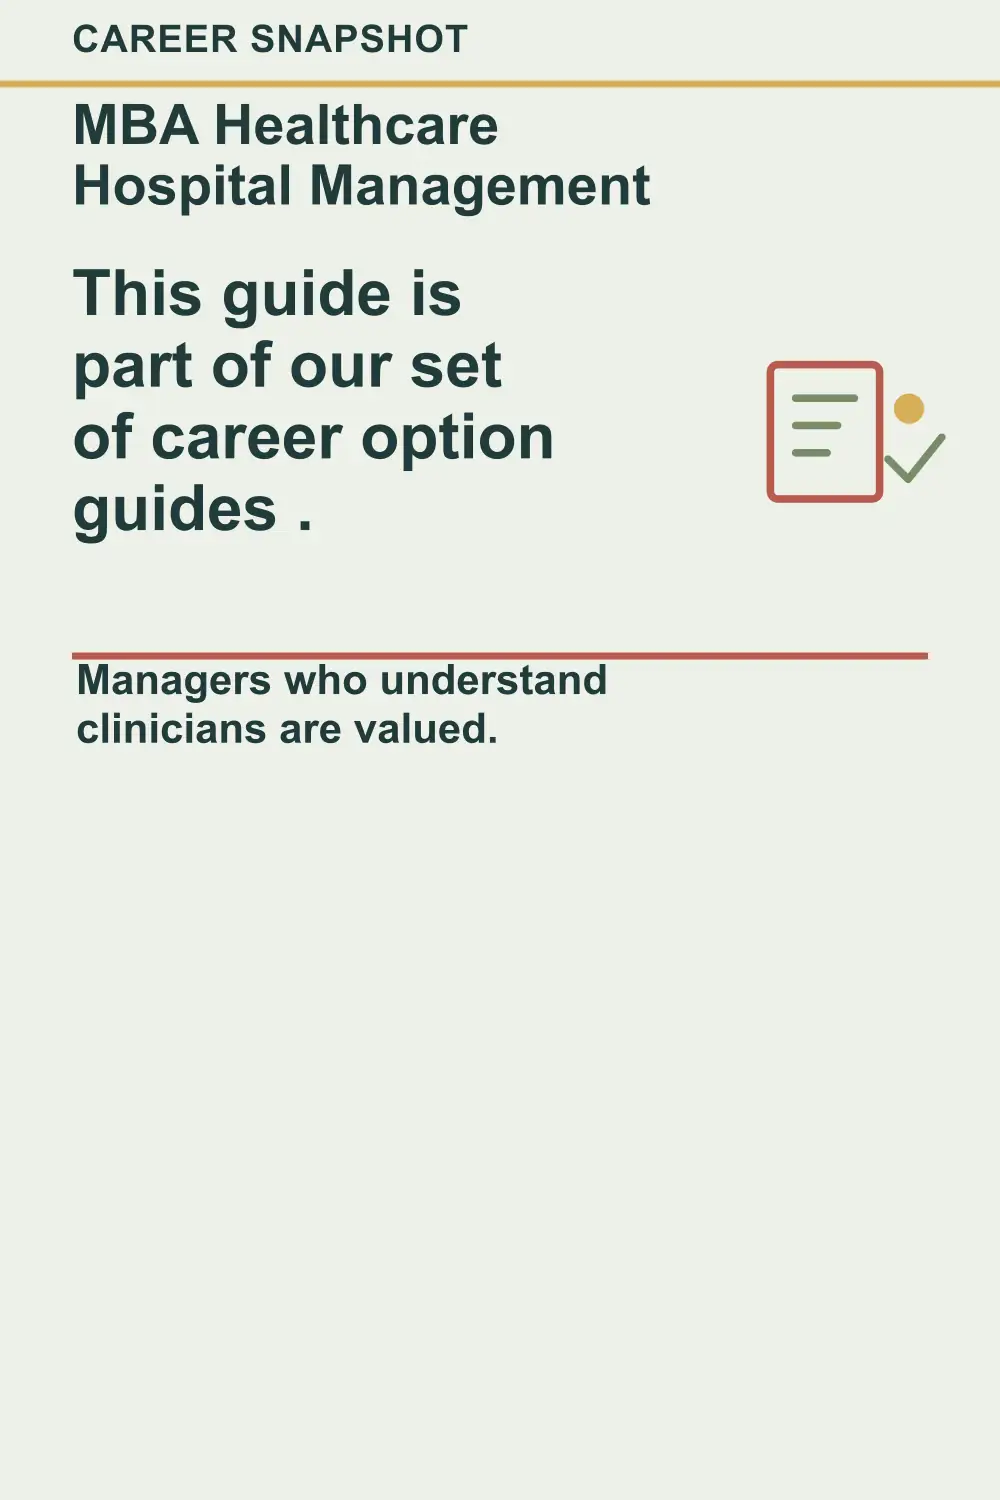 CAREER SNAPSHOT
MBA Healthcare
Hospital Management
This guide is
part of our set
of career option
guides .
Managers who understand
clinicians are valued.